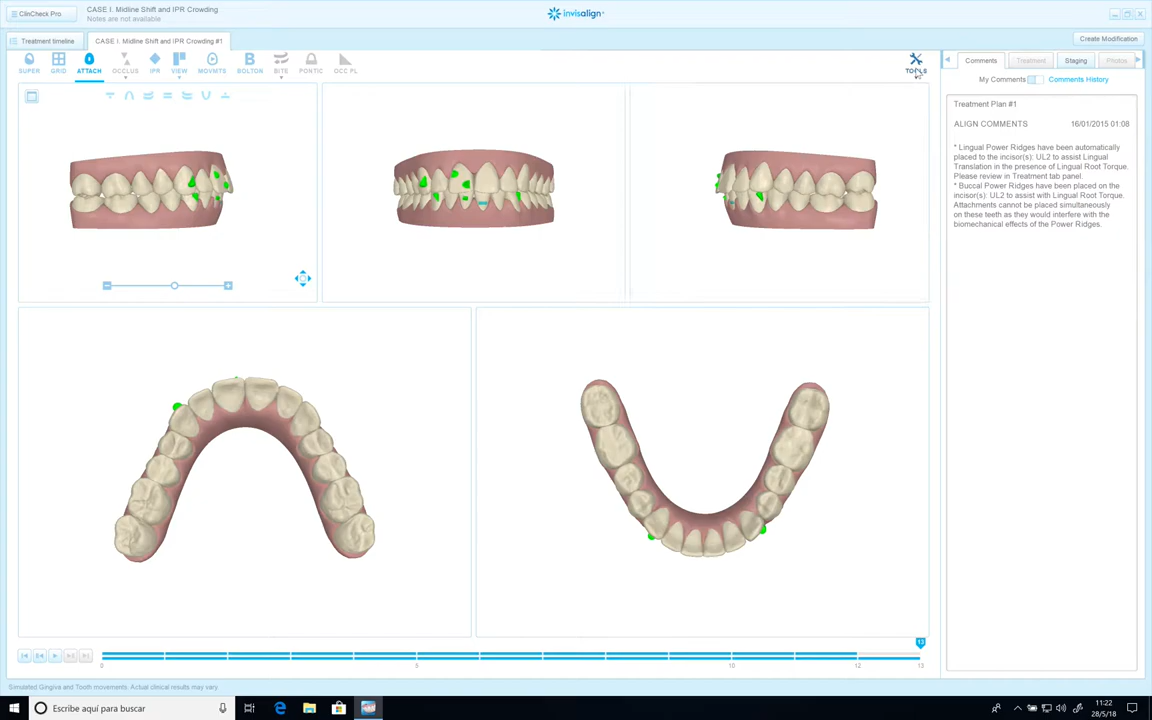 ClinCheck Pro
CASE I. Midline Shift and IPR Crowding
Notes are not available
invisalign
Treatment timeline
CASE I. Midline Shift and IPR Crowding #1
Create Modification
SUPER GRID ATTACH OCCLUS IPR VIEW MOVMTS BOLTON BITE PONTIC OCC PL TOOLS
Comments Treatment Staging Photos
My Comments Comments History
Treatment Plan #1
ALIGN COMMENTS 16/01/2015 01:08
* Lingual Power Ridges have been automatically
placed to the incisor(s): UL2 to assist Lingual
Translation in the presence of Lingual Root Torque.
Please review in Treatment tab panel.
* Buccal Power Ridges have been placed on the
incisor(s): UL2 to assist with Lingual Root Torque.
Attachments cannot be placed simultaneously
on these teeth as they would interfere with the
biomechanical effects of the Power Ridges.
13
0 5 10 12 13
Simulated Gingiva and Tooth movements. Actual clinical results may vary.
Escribe aquí para buscar
11:22
28/5/18